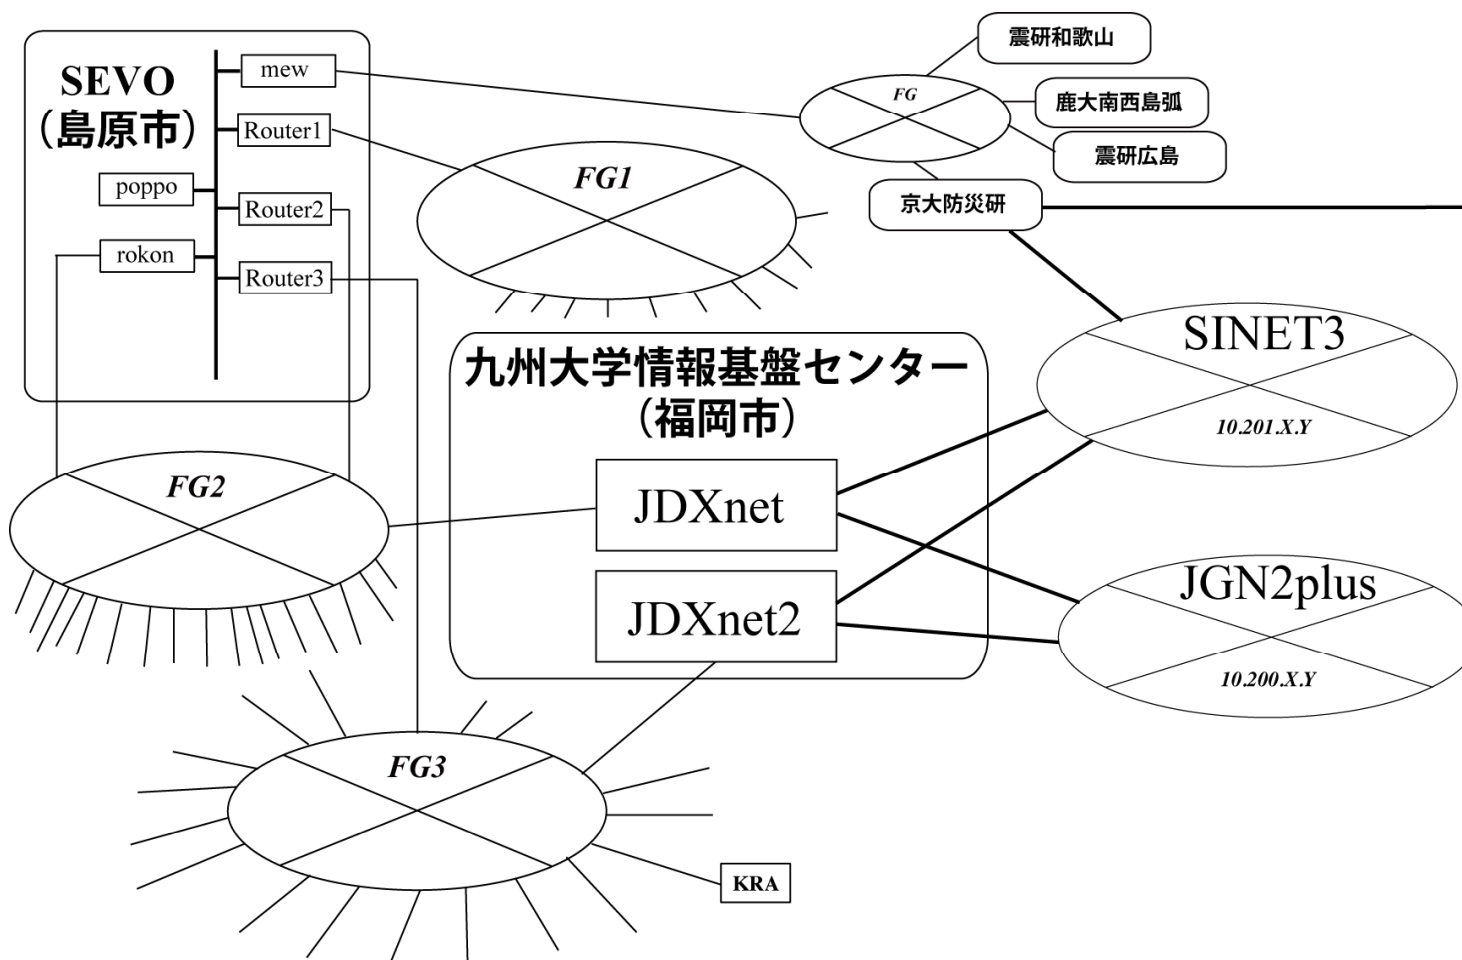 SEVO
（島原市）
mew
Router1
poppo
Router2
rokon
Router3
FG
震研和歌山
鹿大南西島弧
震研広島
京大防災研
FG1
九州大学情報基盤センター
（福岡市）
JDXnet
JDXnet2
SINET3
10.201.X.Y
JGN2plus
10.200.X.Y
FG2
FG3
KRA